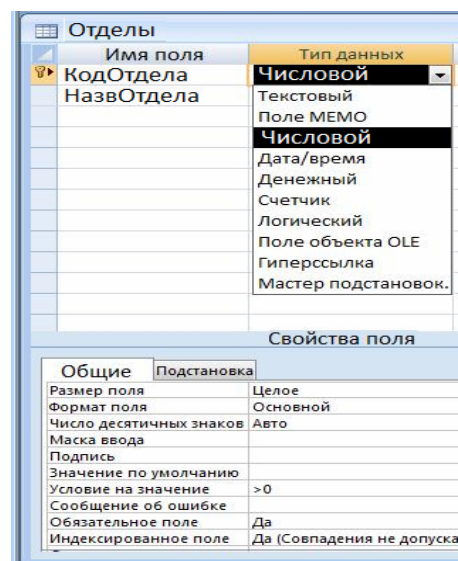 Отделы
Имя поля Тип данных
КодОтдела Числовой
НазвОтдела Текстовый
Поле МЕМО
Числовой
Дата/время
Денежный
Счетчик
Логический
Поле объекта OLE
Гиперссылка
Мастер подстановок.
Свойства поля
Общие Подстановка
Размер поля Целое
Формат поля Основной
Число десятичных знаков Авто
Маска ввода
Подпись
Значение по умолчанию
Условие на значение >0
Сообщение об ошибке
Обязательное поле Да
Индексированное поле Да (Совпадения не допуска